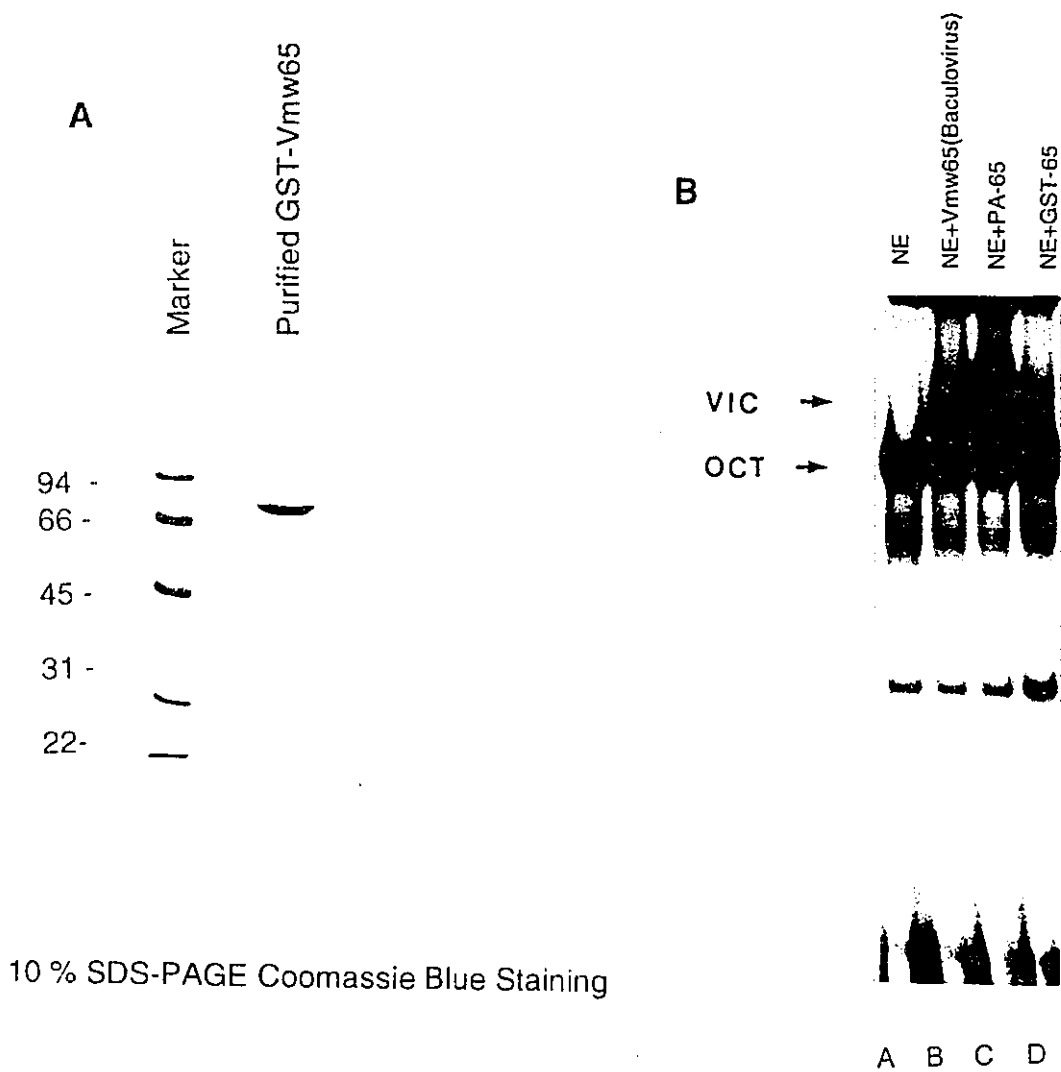 A
Marker
Purified GST-Vmw65
94 -
66 -
45 -
31 -
22-
10 % SDS-PAGE Coomassie Blue Staining
B
NE
NE+Vmw65(Baculovirus)
NE+PA-65
NE+GST-65
VIC
OCT
A B C D